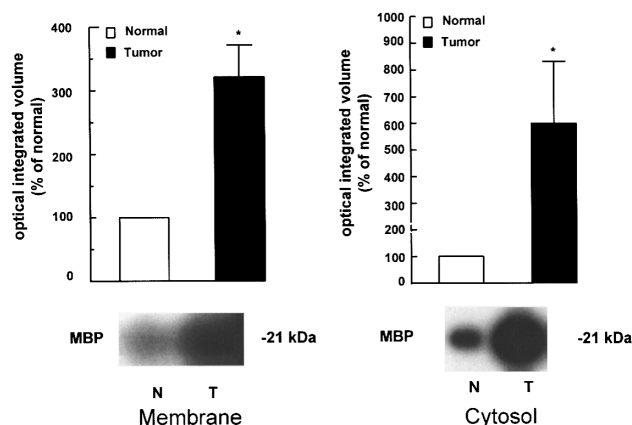 Normal
Tumor
optical integrated volume
(% of normal)
400
300
200
100
0
*
MBP
-21 kDa
N T
Membrane
Normal
Tumor
optical integrated volume
(% of normal)
1000
900
800
700
600
500
400
300
200
100
0
*
MBP
-21 kDa
N T
Cytosol